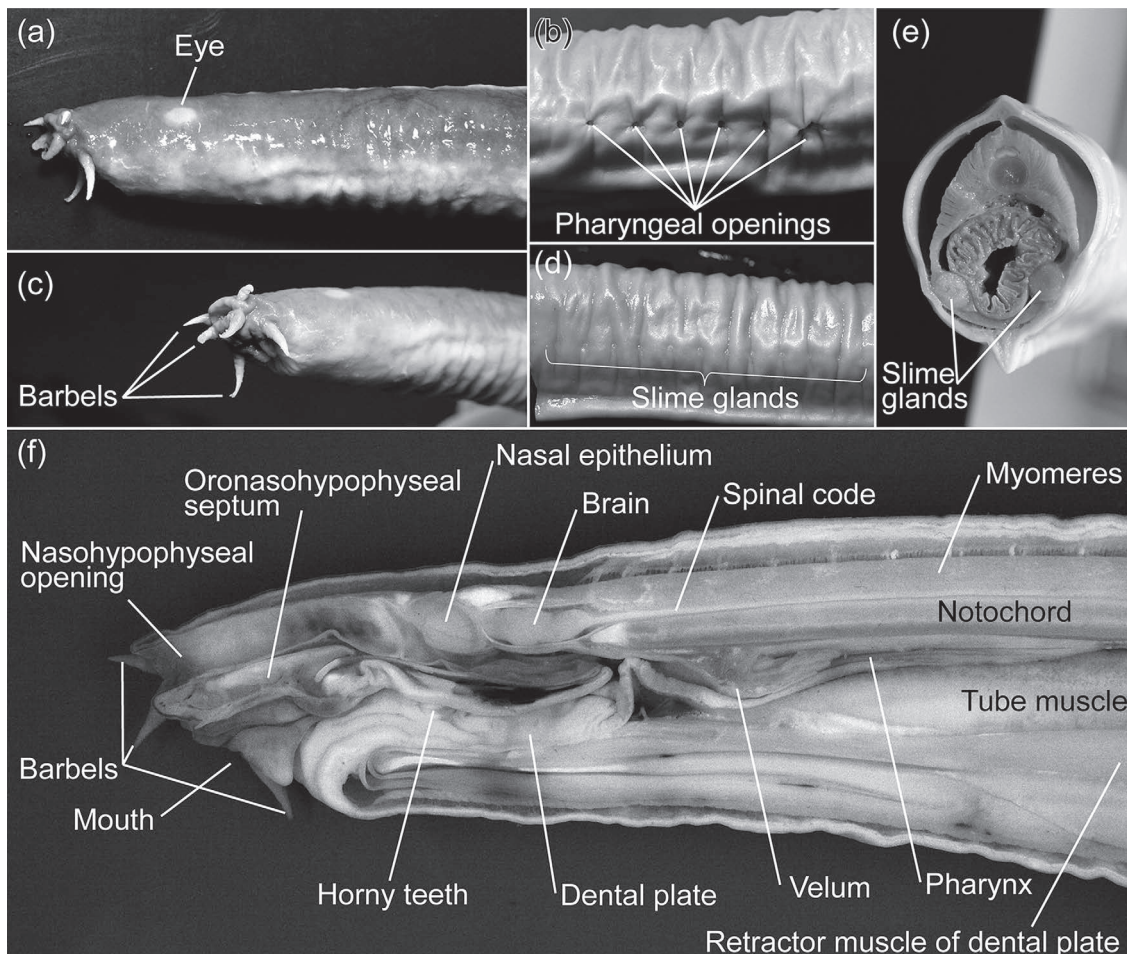 (a)
Eye
(b)
Pharyngeal openings
(c)
Barbels
(d)
Slime glands
(e)
Slime
glands
(f)
Nasal epithelium
Oronasohypophyseal
septum
Brain
Spinal code
Myomeres
Nasohypophyseal
opening
Notochord
Tube muscle
Barbels
Mouth
Horny teeth
Dental plate
Velum
Pharynx
Retractor muscle of dental plate